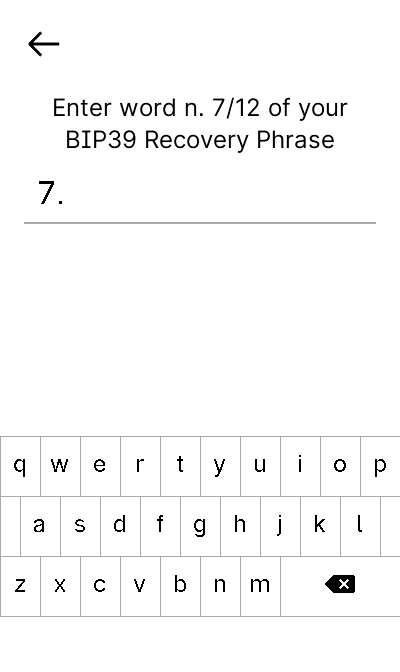 Enter word n. 7/12 of your
BIP39 Recovery Phrase
7.
q w e r t y u i o p
a s d f g h j k l
z x c v b n m